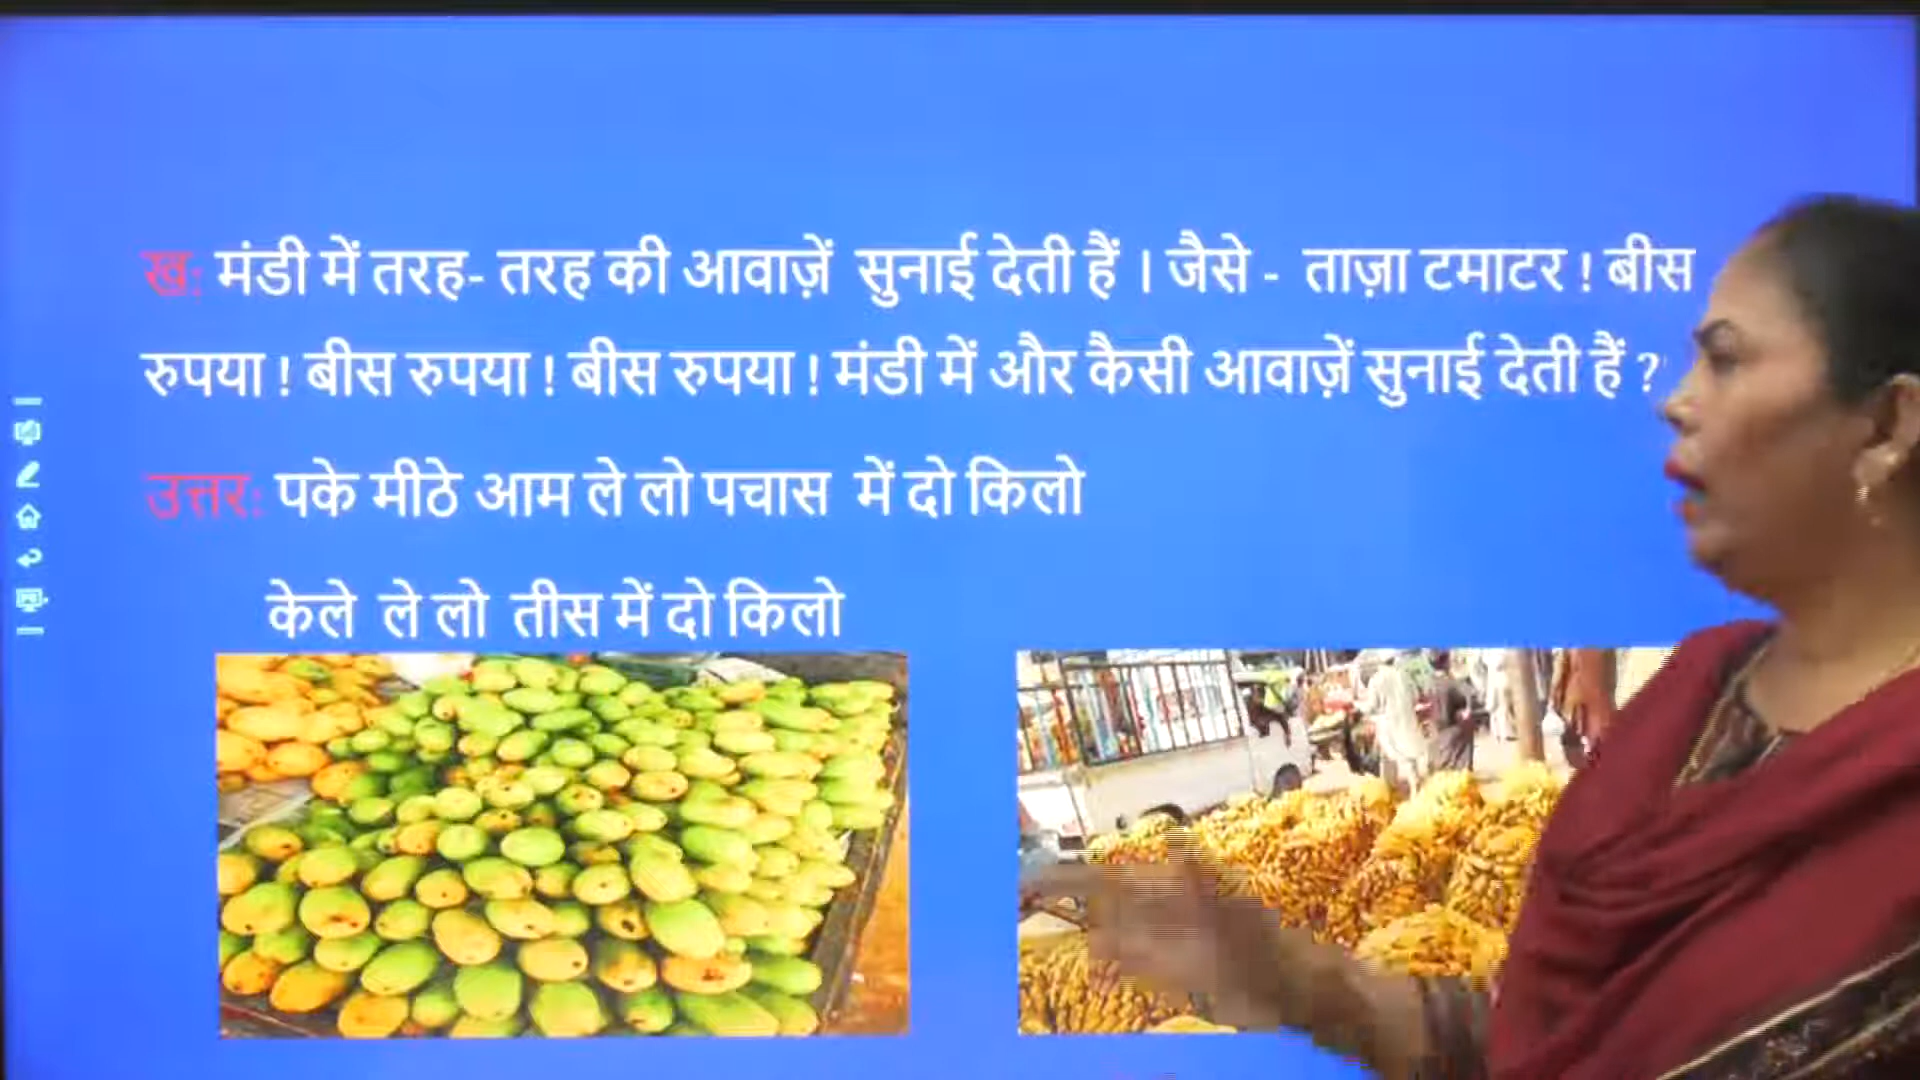 ख: मंडी में तरह- तरह की आवाज़ें सुनाई देती हैं । जैसे - ताज़ा टमाटर ! बीस
रुपया ! बीस रुपया ! बीस रुपया ! मंडी में और कैसी आवाज़ें सुनाई देती हैं ?
उत्तर: पके मीठे आम ले लो पचास में दो किलो
केले ले लो तीस में दो किलो